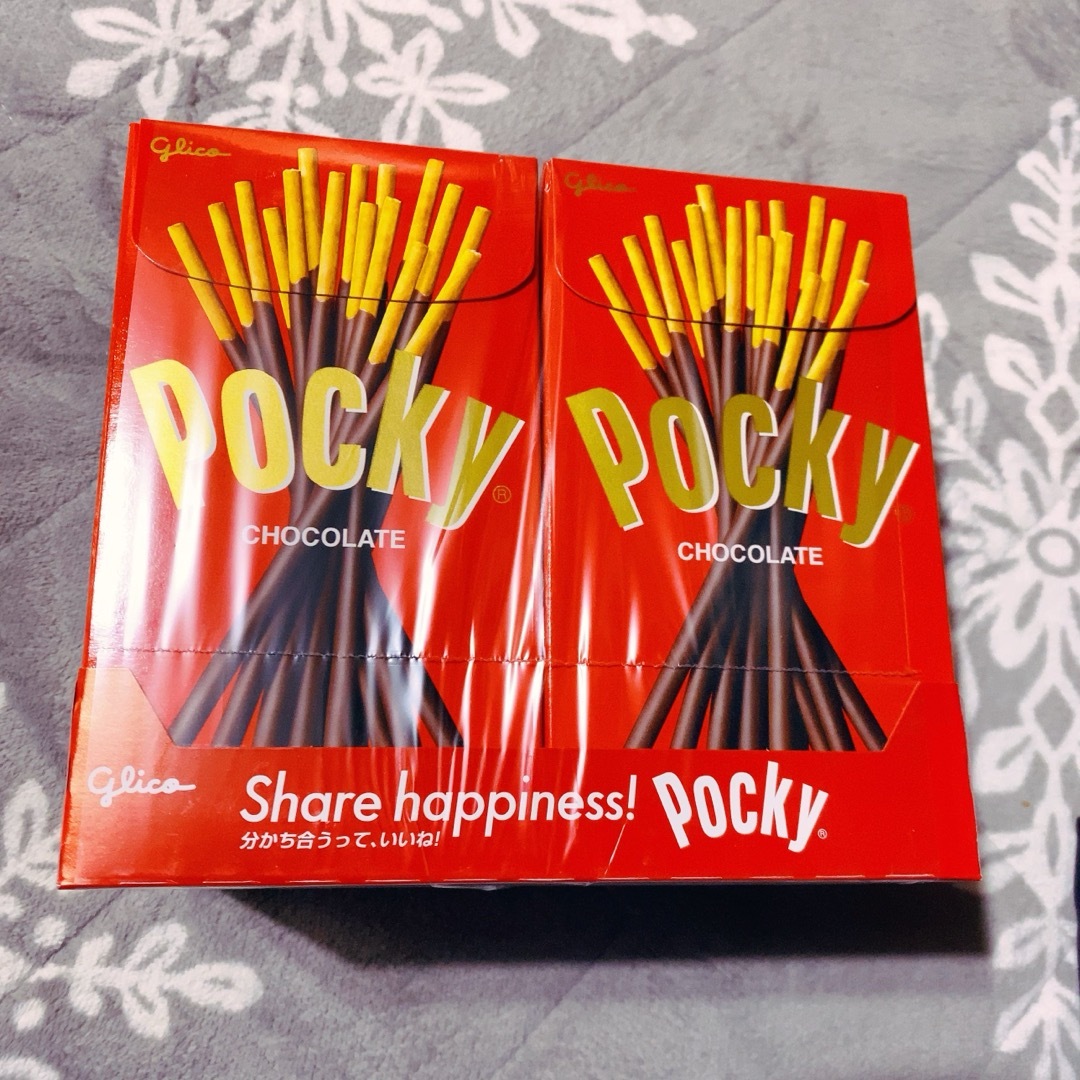 Glico
Pocky®
CHOCOLATE
Glico
Pocky®
CHOCOLATE
Glico
Share happiness! Pocky®
分かち合うって、いいね!